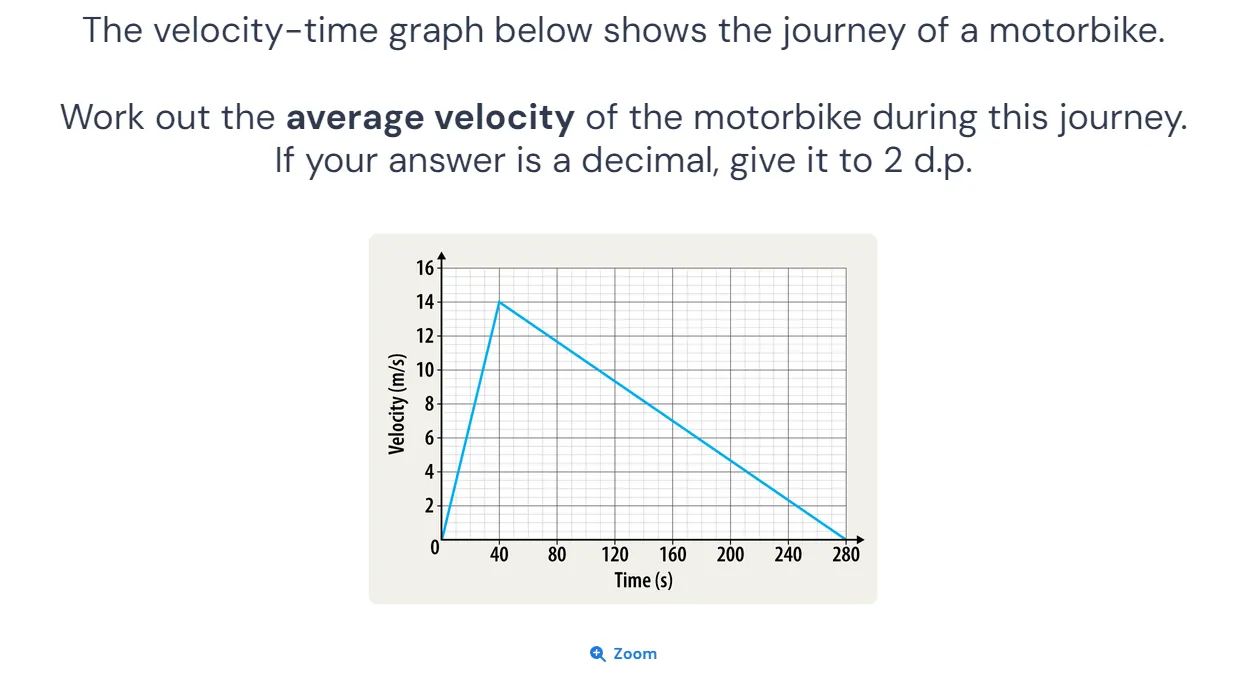 The velocity-time graph below shows the journey of a motorbike.
Work out the average velocity of the motorbike during this journey.
If your answer is a decimal, give it to 2 d.p.
16
14
12
10
8
6
4
2
0
Velocity (m/s)
40 80 120 160 200 240 280
Time (s)
Zoom